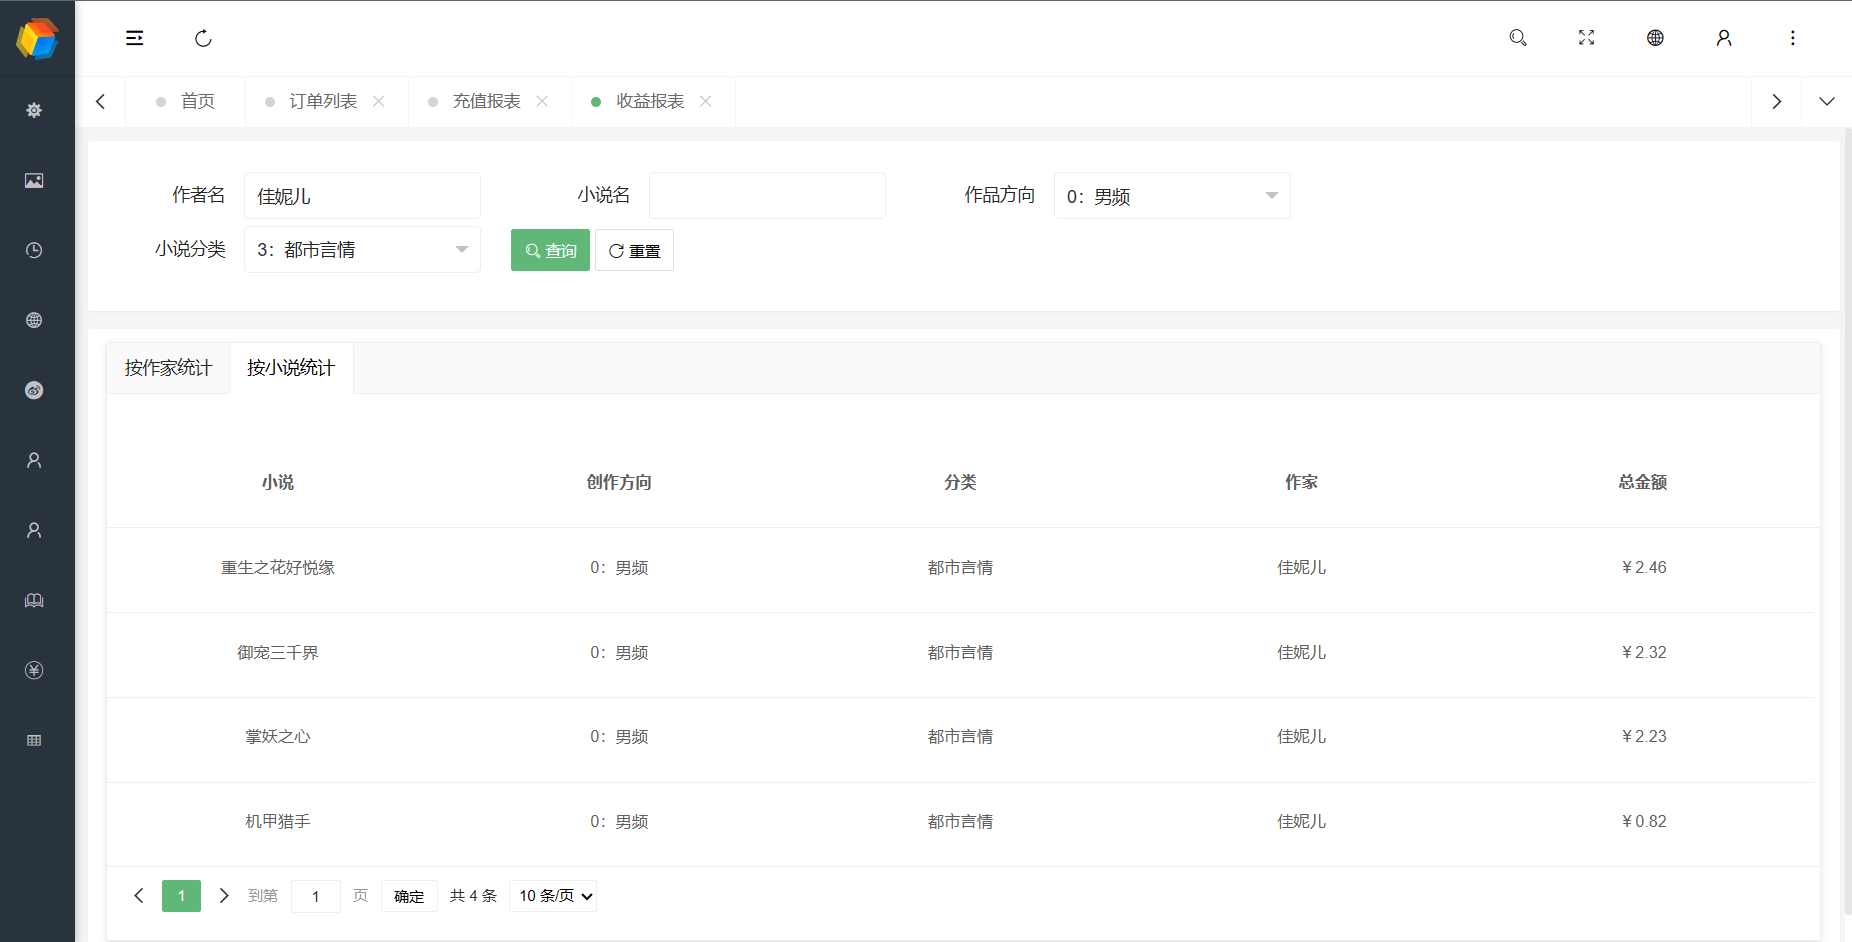 首页 订单列表 充值报表 收益报表
作者名 佳妮儿 小说名 作品方向 0：男频
小说分类 3：都市言情 查询 重置
按作家统计 按小说统计
小说 创作方向 分类 作家 总金额
重生之花好悦缘 0：男频 都市言情 佳妮儿 ￥2.46
御宠三千界 0：男频 都市言情 佳妮儿 ￥2.32
掌妖之心 0：男频 都市言情 佳妮儿 ￥2.23
机甲猎手 0：男频 都市言情 佳妮儿 ￥0.82
1 到第 1 页 确定 共 4 条 10 条/页